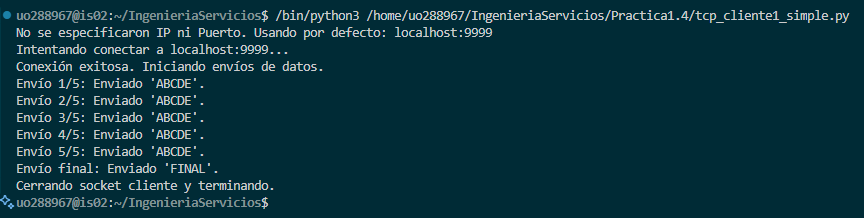 uo288967@is02:~/IngenieriaServicios$ /bin/python3 /home/uo288967/IngenieriaServicios/Practica1.4/tcp_cliente1_simple.py
No se especificaron IP ni Puerto. Usando por defecto: localhost:9999
Intentando conectar a localhost:9999...
Conexión exitosa. Iniciando envíos de datos.
Envío 1/5: Enviado 'ABCDE'.
Envío 2/5: Enviado 'ABCDE'.
Envío 3/5: Enviado 'ABCDE'.
Envío 4/5: Enviado 'ABCDE'.
Envío 5/5: Enviado 'ABCDE'.
Envío final: Enviado 'FINAL'.
Cerrando socket cliente y terminando.
uo288967@is02:~/IngenieriaServicios$